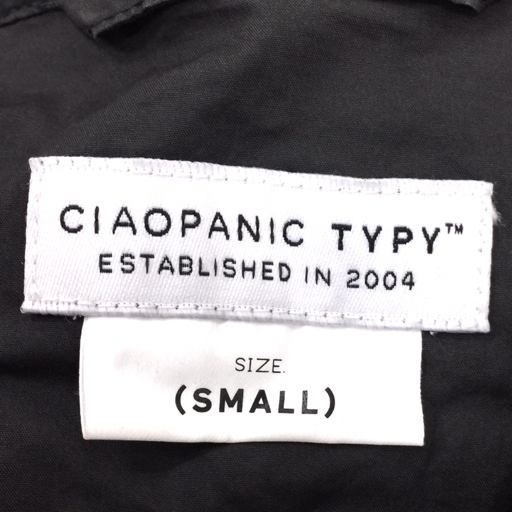 CIAOPANIC TYPY™
ESTABLISHED IN 2004
SIZE.
(SMALL)